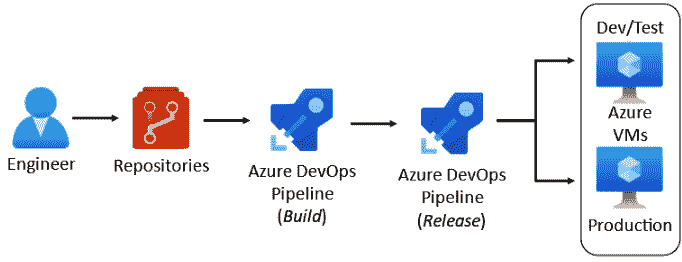 Engineer
Repositories
Azure DevOps
Pipeline
(Build)
Azure DevOps
Pipeline
(Release)
Dev/Test
Azure
VMs
Production